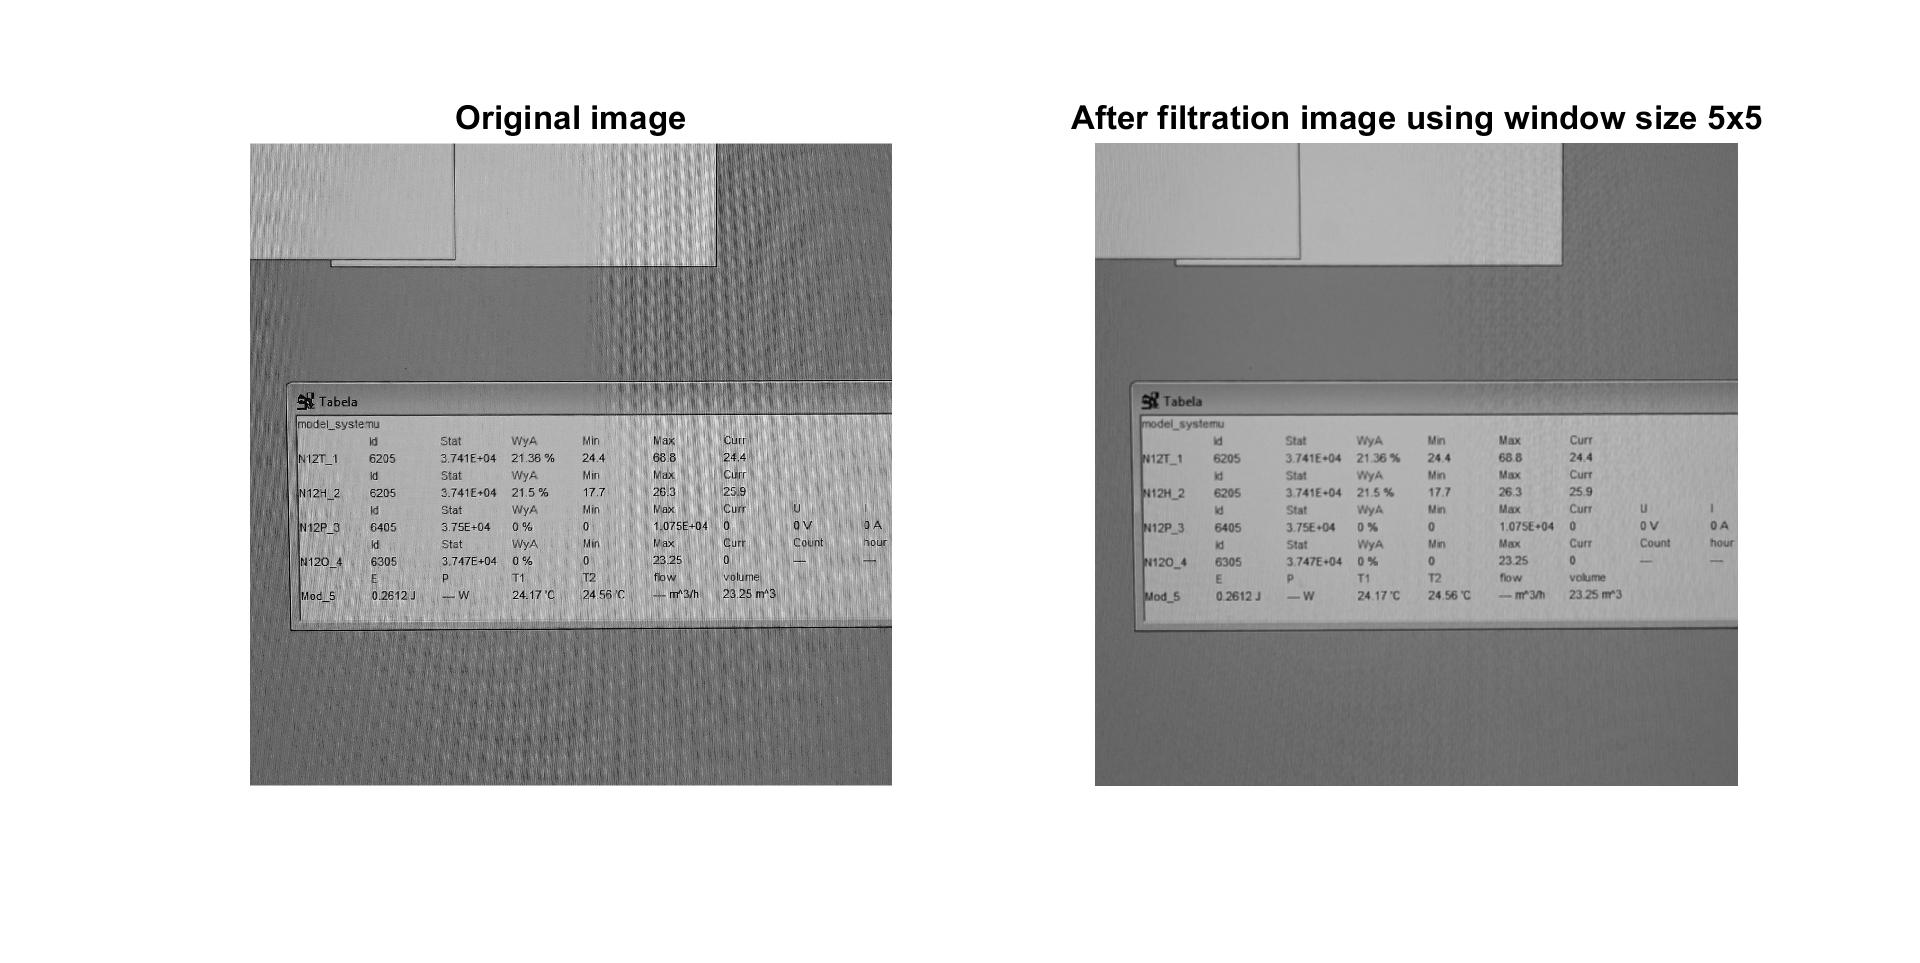 Original image
Tabela
model_systemu
Id Stat WyA Min Max Curr
N12T_1 6205 3.741E+04 21.36 % 24.4 68.8 24.4
Id Stat WyA Min Max Curr
N12H_2 6205 3.741E+04 21.5 % 17.7 26.3 25.9
Id Stat WyA Min Max Curr U I
N12P_3 6405 3.75E+04 0 % 0 1.075E+04 0 0 V 0 A
Id Stat WyA Min Max Curr Count hour
N12O_4 6305 3.747E+04 0 % 0 23.25 0 --- ---
E P T1 T2 flow volume
Mod_5 0.2612 J --- W 24.17 'C 24.56 'C --- m^3/h 23.25 m^3
After filtration image using window size 5x5
Tabela
model_systemu
Id Stat WyA Min Max Curr
N12T_1 6205 3.741E+04 21.36 % 24.4 68.8 24.4
Id Stat WyA Min Max Curr
N12H_2 6205 3.741E+04 21.5 % 17.7 26.3 25.9
Id Stat WyA Min Max Curr U I
N12P_3 6405 3.75E+04 0 % 0 1.075E+04 0 0 V 0 A
Id Stat WyA Min Max Curr Count hour
N12O_4 6305 3.747E+04 0 % 0 23.25 0 --- ---
E P T1 T2 flow volume
Mod_5 0.2612 J --- W 24.17 'C 24.56 'C --- m^3/h 23.25 m^3